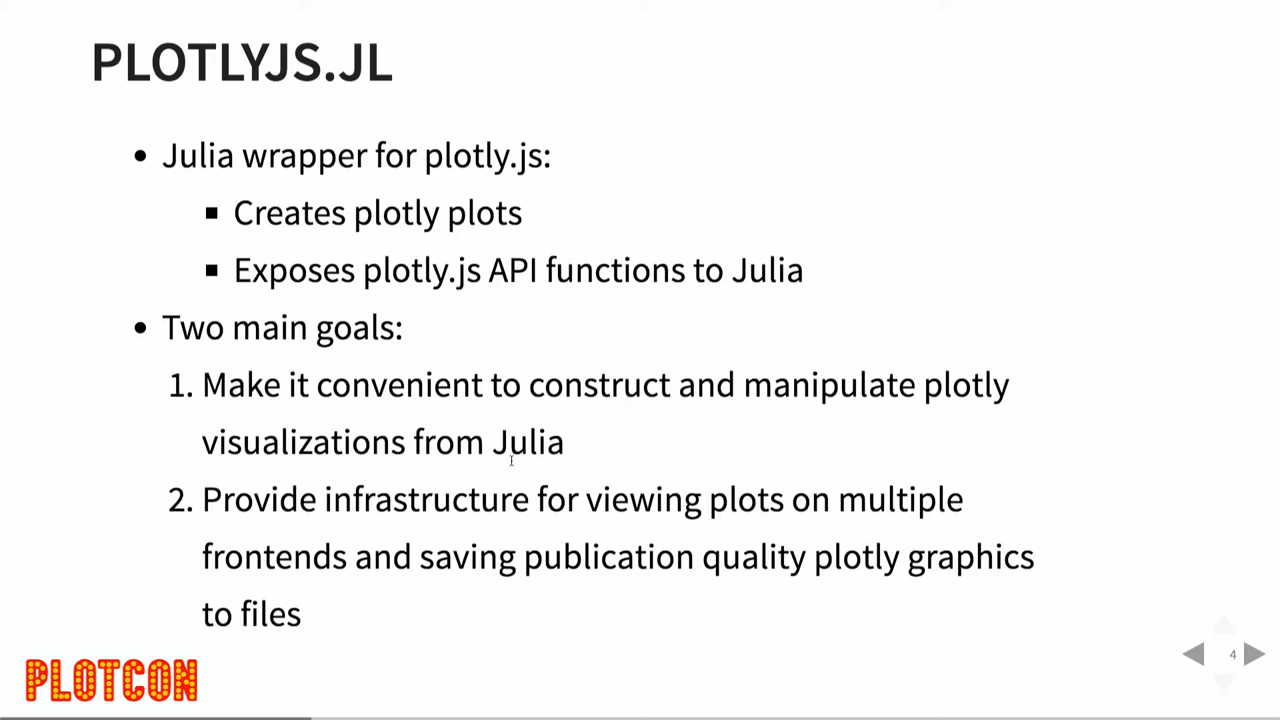 PLOTLYJS.JL
• Julia wrapper for plotly.js:
▪ Creates plotly plots
▪ Exposes plotly.js API functions to Julia
• Two main goals:
1. Make it convenient to construct and manipulate plotly
visualizations from Julia
2. Provide infrastructure for viewing plots on multiple
frontends and saving publication quality plotly graphics
to files
PLOTCON
4